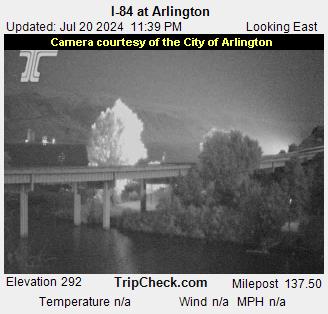 I-84 at Arlington
Updated: Jul 20 2024 11:39 PM Looking East
Camera courtesy of the City of Arlington
Elevation 292 TripCheck.com Milepost 137.50
Temperature n/a Wind n/a MPH n/a